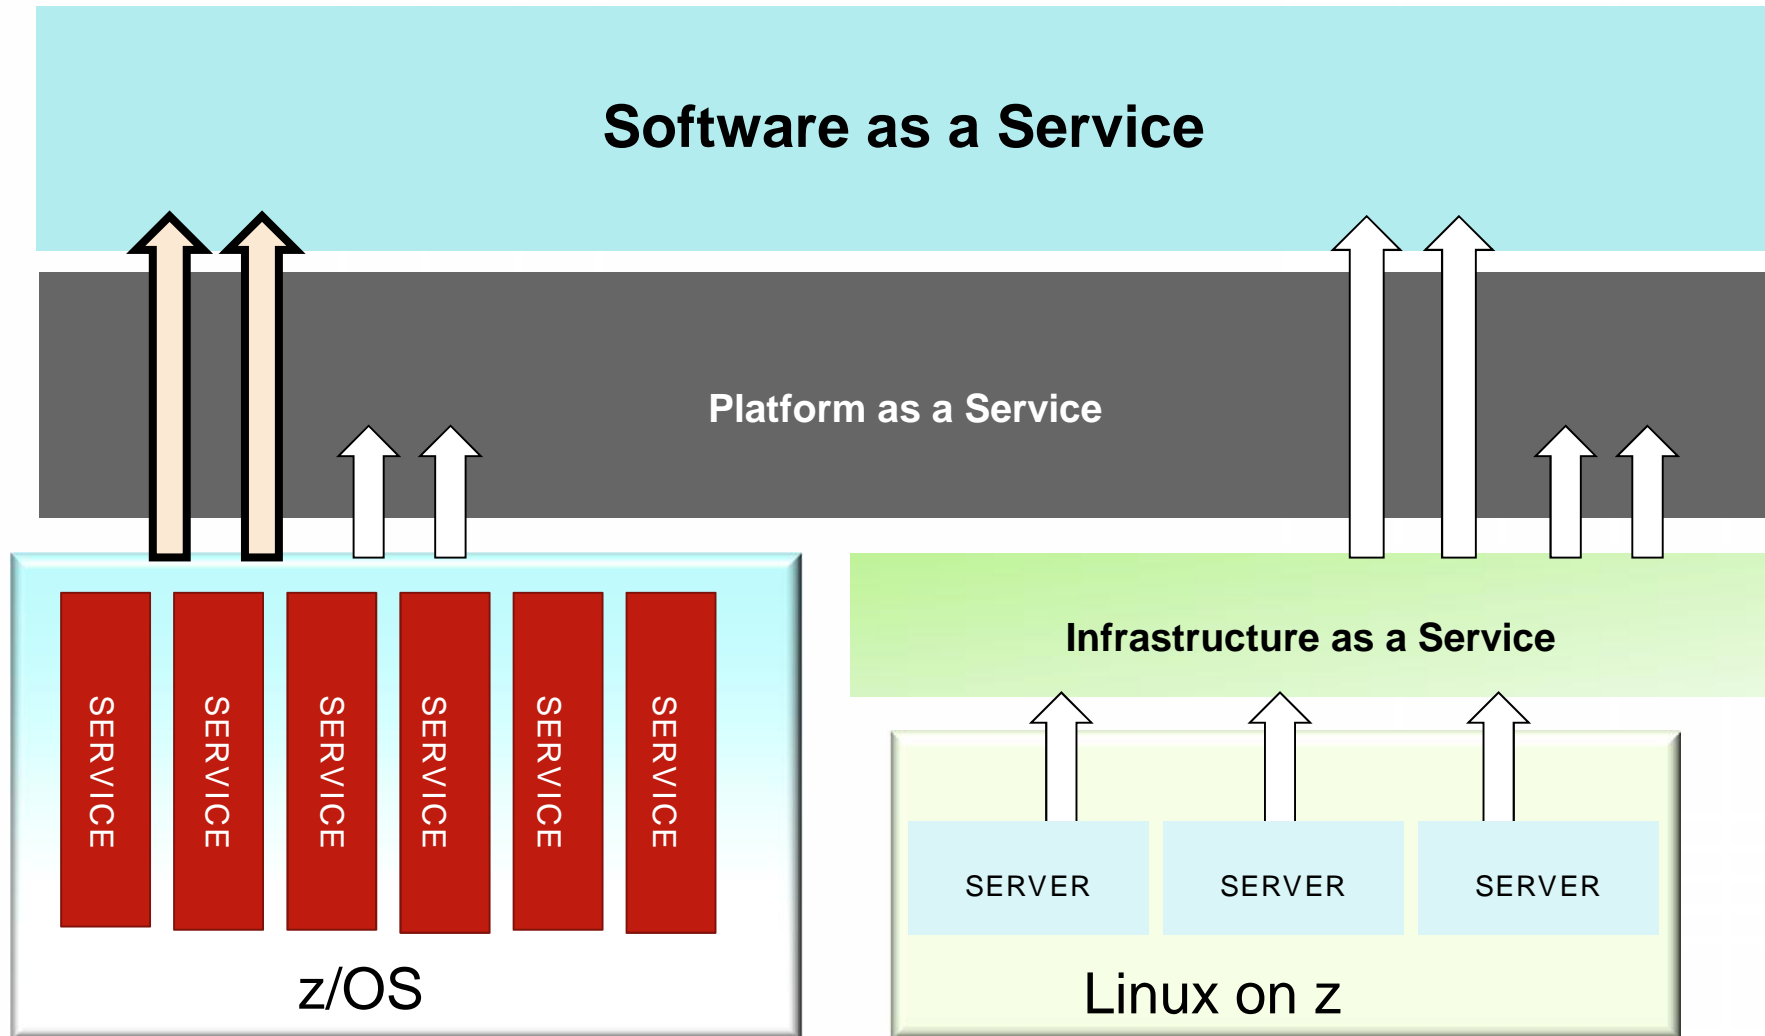 Software as a Service
Platform as a Service
Infrastructure as a Service
SERVICE
SERVICE
SERVICE
SERVICE
SERVICE
SERVICE
z/OS
SERVER
SERVER
SERVER
Linux on z